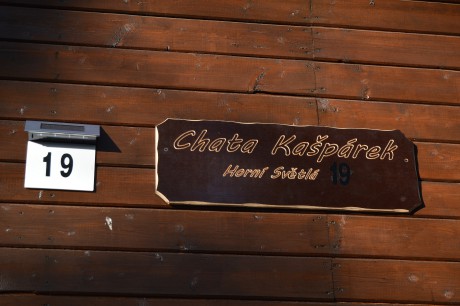 19
Chata Kašpárek
Horní Světlá 19